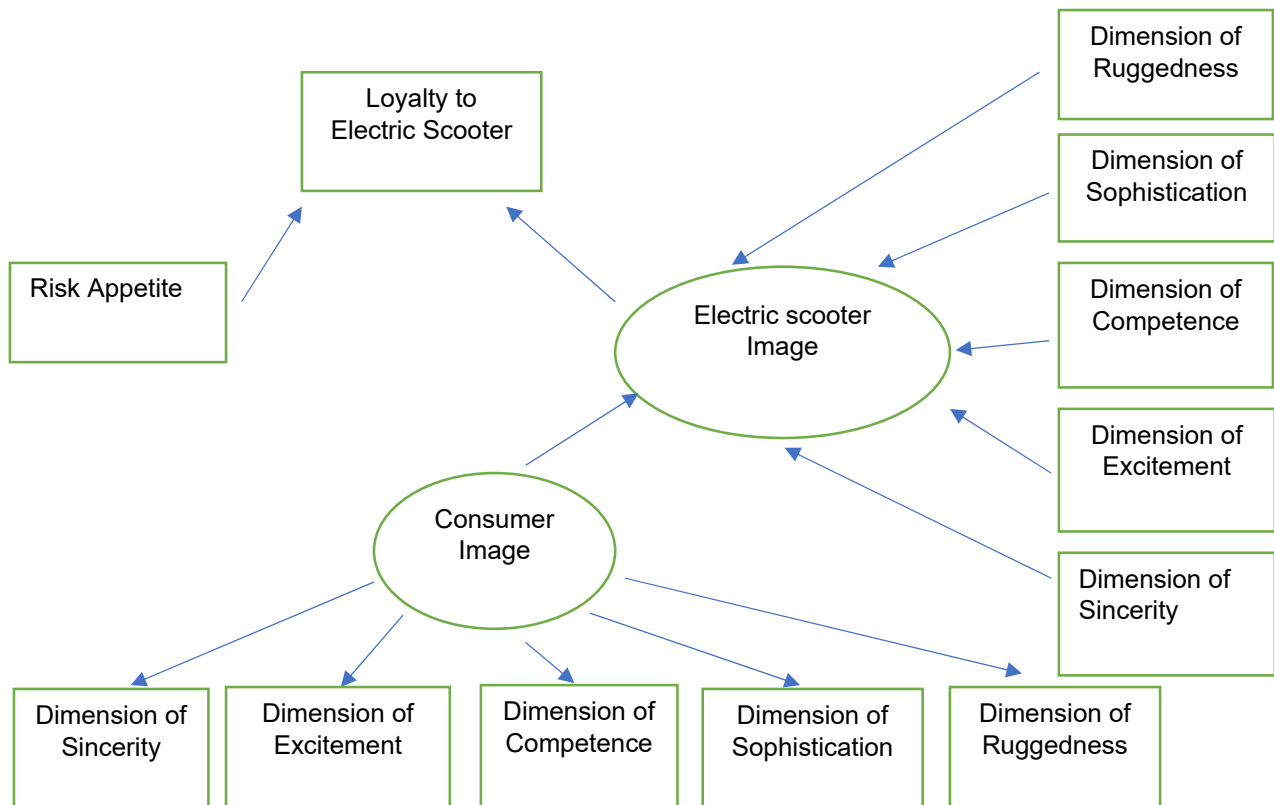 Dimension of
Ruggedness
Loyalty to
Electric Scooter
Dimension of
Sophistication
Risk Appetite
Dimension of
Competence
Electric scooter
Image
Dimension of
Excitement
Consumer
Image
Dimension of
Sincerity
Dimension of
Sincerity
Dimension of
Excitement
Dimension of
Competence
Dimension of
Sophistication
Dimension of
Ruggedness